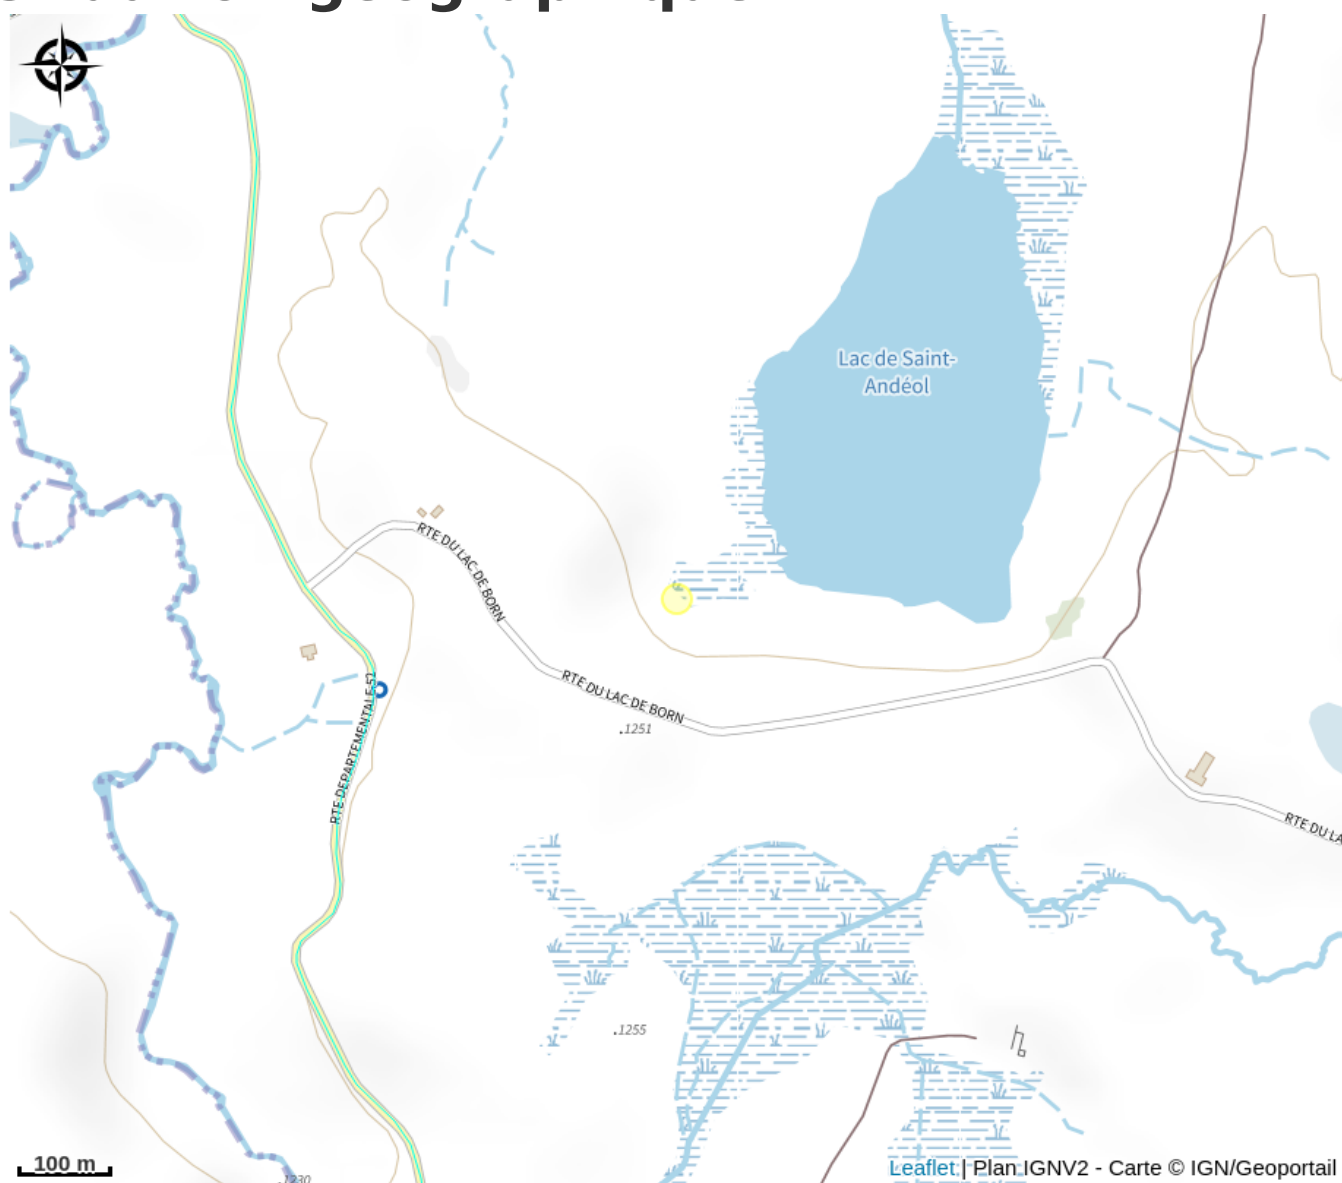 Lac de Saint-
Andéol
RTE DU LAC DE BORN
RTE DU LAC DE BORN
RTE DEPARTEMENTALE 52
.1251
RTE DU LA
.1255
100 m
1230
Leaflet | Plan IGNV2 - Carte © IGN/Geoportail